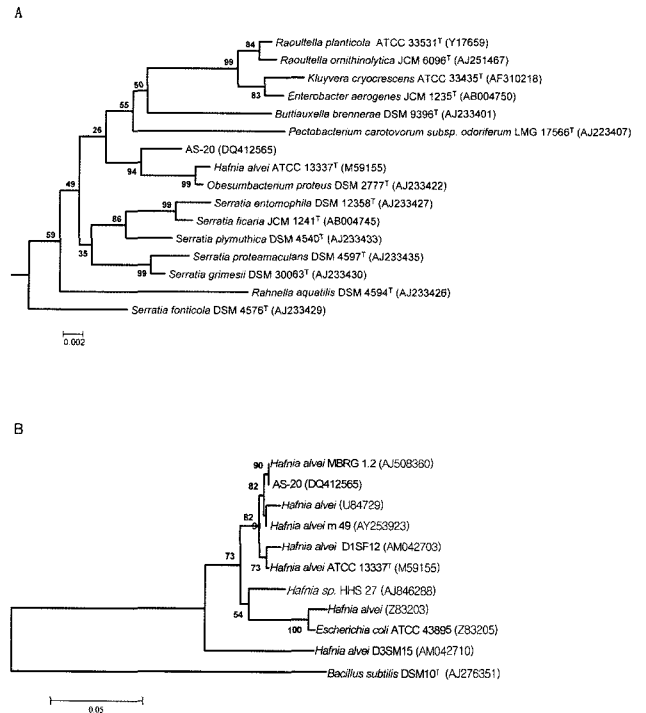 A
84
Raoultella planticola ATCC 33531ᵀ (Y17659)
99
Raoultella ornithinolytica JCM 6096ᵀ (AJ251467)
50
Kluyvera cryocrescens ATCC 33435ᵀ (AF310218)
83
Enterobacter aerogenes JCM 1235ᵀ (AB004750)
55
Buttiauxella brennerae DSM 9396ᵀ (AJ233401)
26
Pectobacterium carotovorum subsp. odoriferum LMG 17566ᵀ (AJ223407)
AS-20 (DQ412565)
94
Hafnia alvei ATCC 13337ᵀ (M59155)
99
Obesumbacterium proteus DSM 2777ᵀ (AJ233422)
49
99
Serratia entomophila DSM 12358ᵀ (AJ233427)
86
Serratia ficaria JCM 1241ᵀ (AB004745)
59
Serratia plymuthica DSM 4540ᵀ (AJ233433)
35
Serratia proteamaculans DSM 4597ᵀ (AJ233435)
99
Serratia grimesii DSM 30063ᵀ (AJ233430)
Rahnella aquatilis DSM 4594ᵀ (AJ233426)
Serratia fonticola DSM 4576ᵀ (AJ233429)
0.002
B
90
Hafnia alvei MBRG 1.2 (AJ508360)
82
AS-20 (DQ412565)
Hafnia alvei (U84729)
82
9
Hafnia alvei m 49 (AY253923)
Hafnia alvei D1SF12 (AM042703)
73
73
Hafnia alvei ATCC 13337ᵀ (M59155)
Hafnia sp. HHS 27 (AJ846288)
54
Hafnia alvei (Z83203)
100
Escherichia coli ATCC 43895 (Z83205)
Hafnia alvei D3SM15 (AM042710)
Bacillus subtilis DSM10ᵀ (AJ276351)
0.05